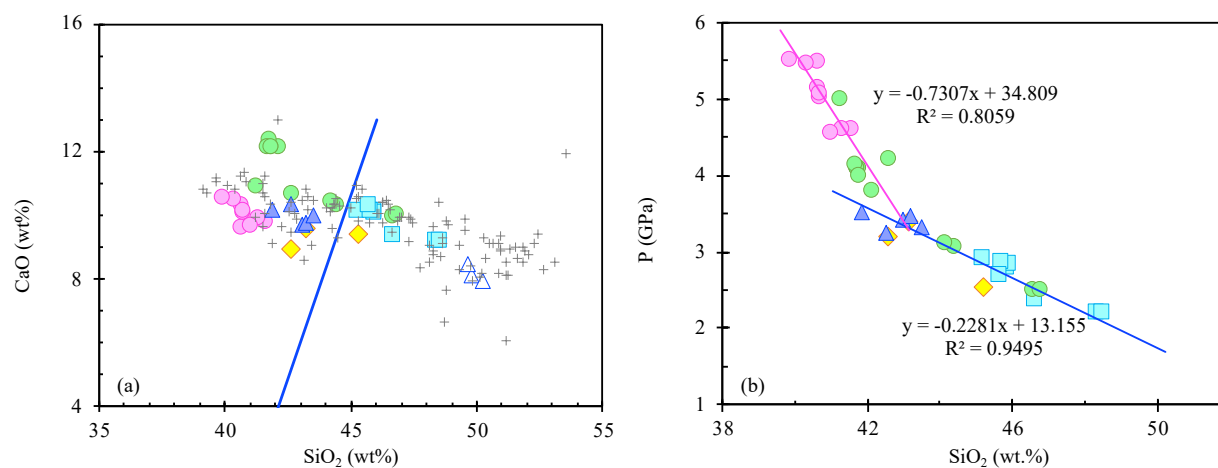 16
12
8
4
CaO (wt%)
(a)
35
40
45
50
55
SiO₂ (wt%)
6
5
4
3
2
1
P (GPa)
y = -0.7307x + 34.809
R² = 0.8059
y = -0.2281x + 13.155
R² = 0.9495
(b)
38
42
46
50
SiO₂ (wt.%)